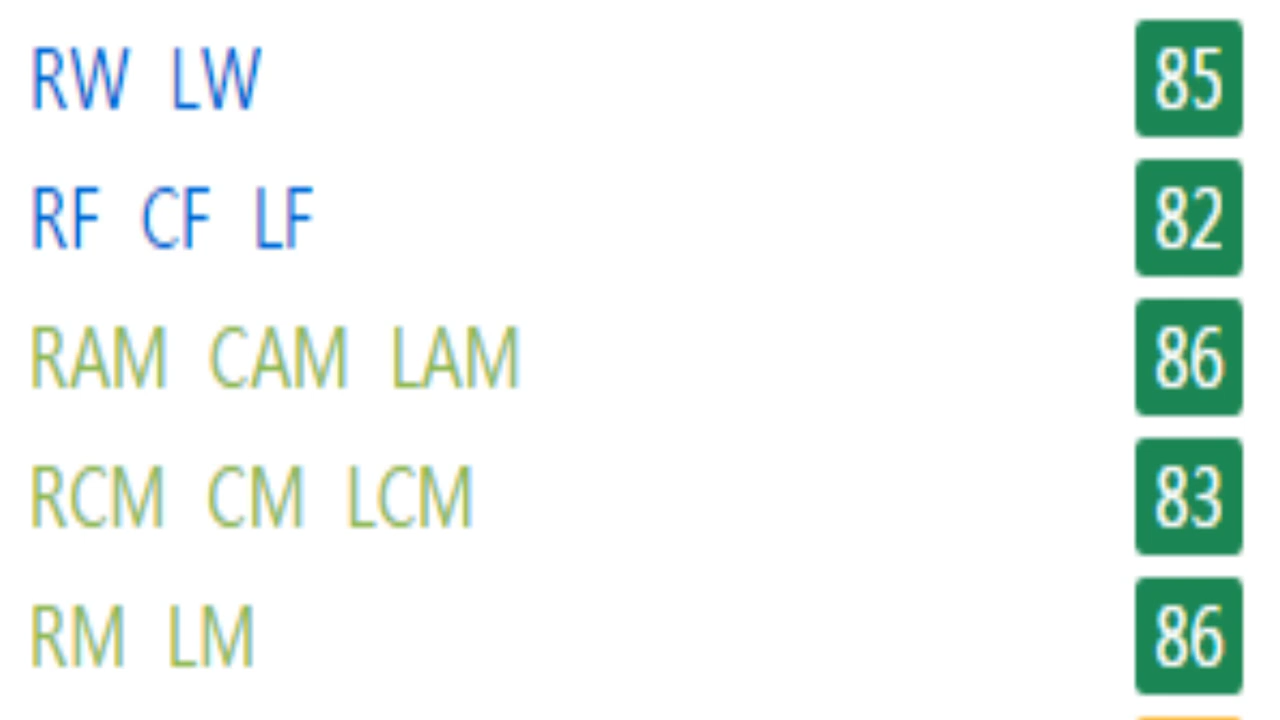 RW LW 85
RF CF LF 82
RAM CAM LAM 86
RCM CM LCM 83
RM LM 86